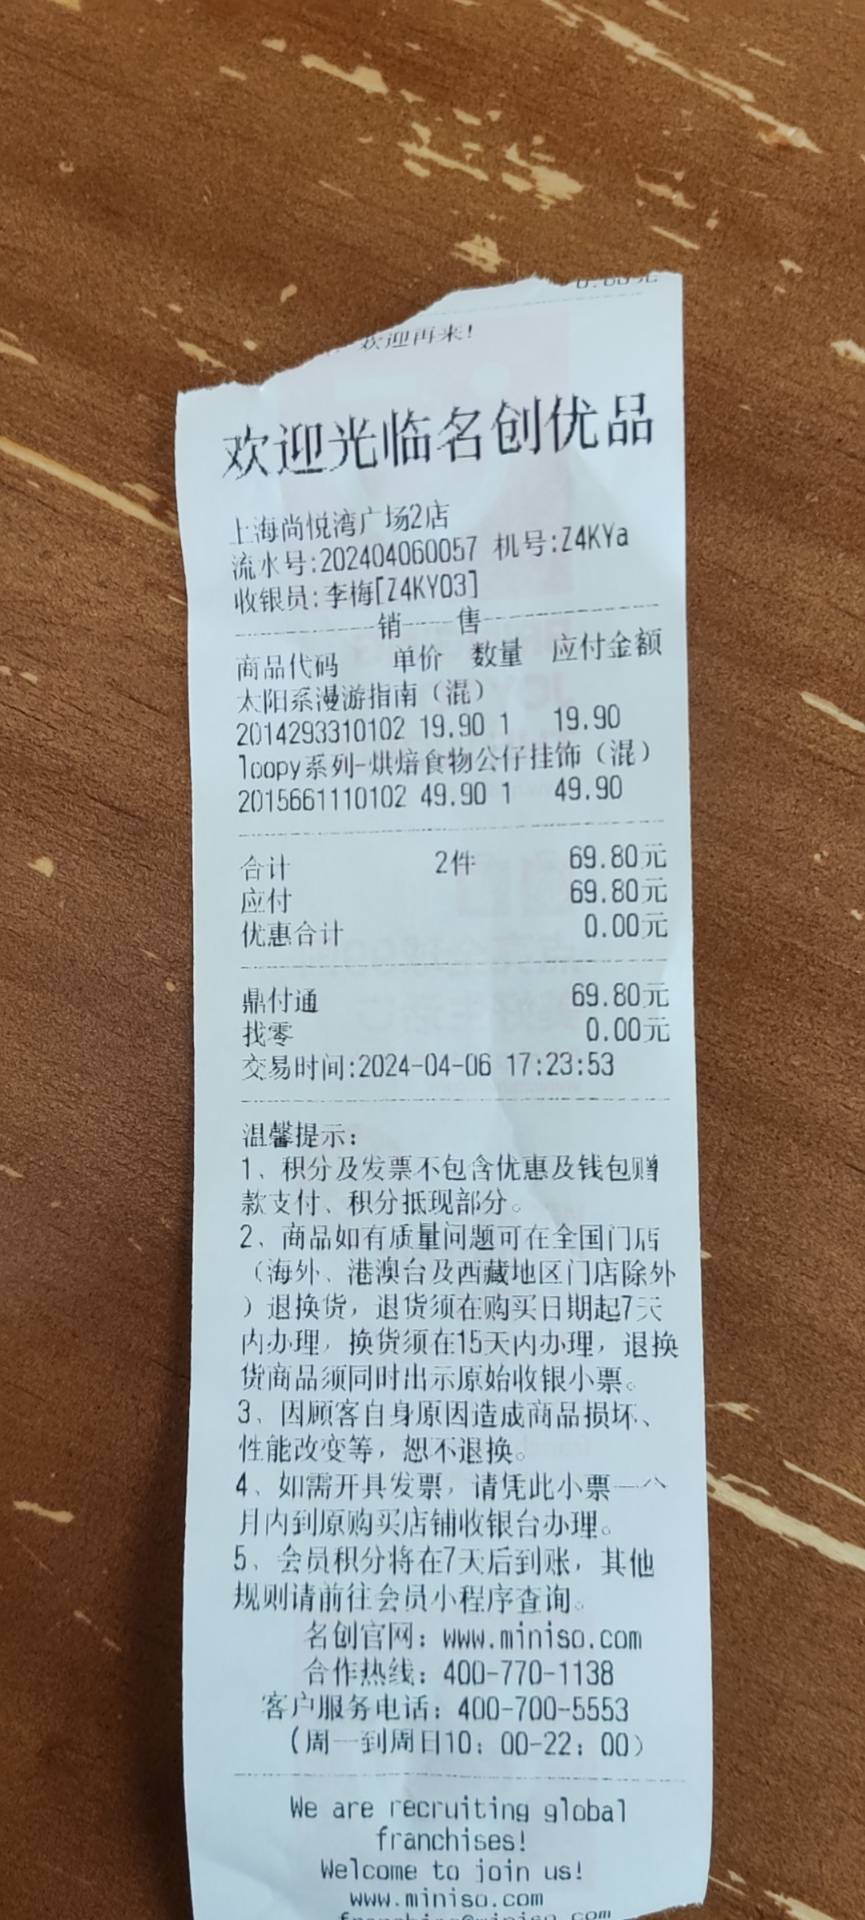 0.00元
欢迎再来!
欢迎光临名创优品
上海尚悦湾广场2店
流水号:202404060057 机号:Z4KYa
收银员:李梅[Z4KY03]
销 售
商品代码 单价 数量 应付金额
太阳系漫游指南（混）
2014293310102 19.90 1 19.90
loopy系列-烘焙食物公仔挂饰（混）
2015661110102 49.90 1 49.90
合计 2件 69.80元
应付 69.80元
优惠合计 0.00元
鼎付通 69.80元
找零 0.00元
交易时间:2024-04-06 17:23:53
温馨提示:
1、积分及发票不包含优惠及钱包赠
款支付、积分抵现部分。
2、商品如有质量问题可在全国门店
（海外、港澳台及西藏地区门店除外
）退换货，退货须在购买日期起7天
内办理，换货须在15天内办理，退换
货商品须同时出示原始收银小票。
3、因顾客自身原因造成商品损坏、
性能改变等，恕不退换。
4、如需开具发票，请凭此小票一个
月内到原购买店铺收银台办理。
5、会员积分将在7天后到账，其他
规则请前往会员小程序查询。
名创官网：www.miniso.com
合作热线：400-770-1138
客户服务电话：400-700-5553
(周一到周日10：00-22：00）
We are recruiting global
franchises!
Welcome to join us!
www.miniso.com